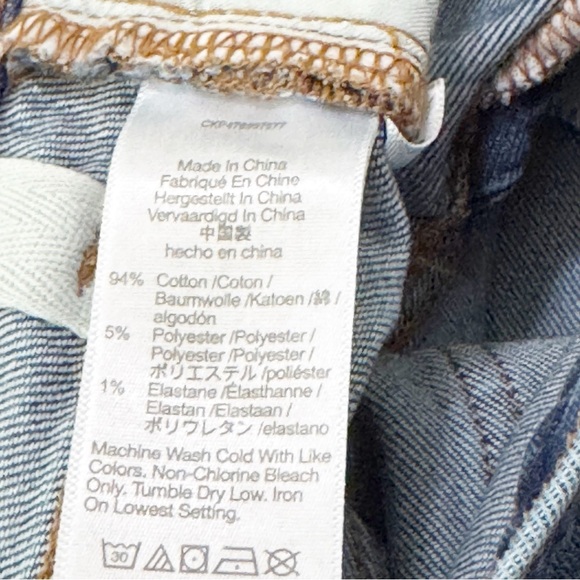 Made In China
Fabriqué En Chine
Hergestellt In China
Vervaardigd In China
中国製
hecho en china
94% Cotton /Coton /
Baumwolle /Katoen /綿 /
algodón
5% Polyester /Polyester /
Polyester /Polyester /
ポリエステル /poliéster
1% Elastane /Élasthanne /
Elastan /Elastaan /
ポリウレタン /elastano
Machine Wash Cold With Like
Colors. Non-Chlorine Bleach
Only. Tumble Dry Low. Iron
On Lowest Setting.
30